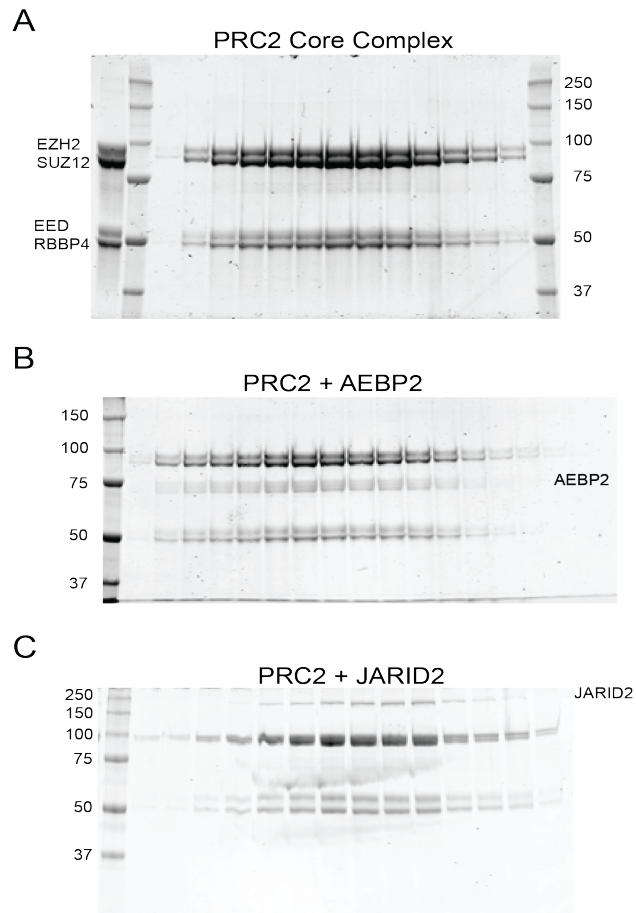 A
PRC2 Core Complex
EZH2
SUZ12
EED
RBBP4
250
150
100
75
50
37
B
PRC2 + AEBP2
150
100
75
50
37
AEBP2
C
PRC2 + JARID2
250
150
100
75
50
37
JARID2